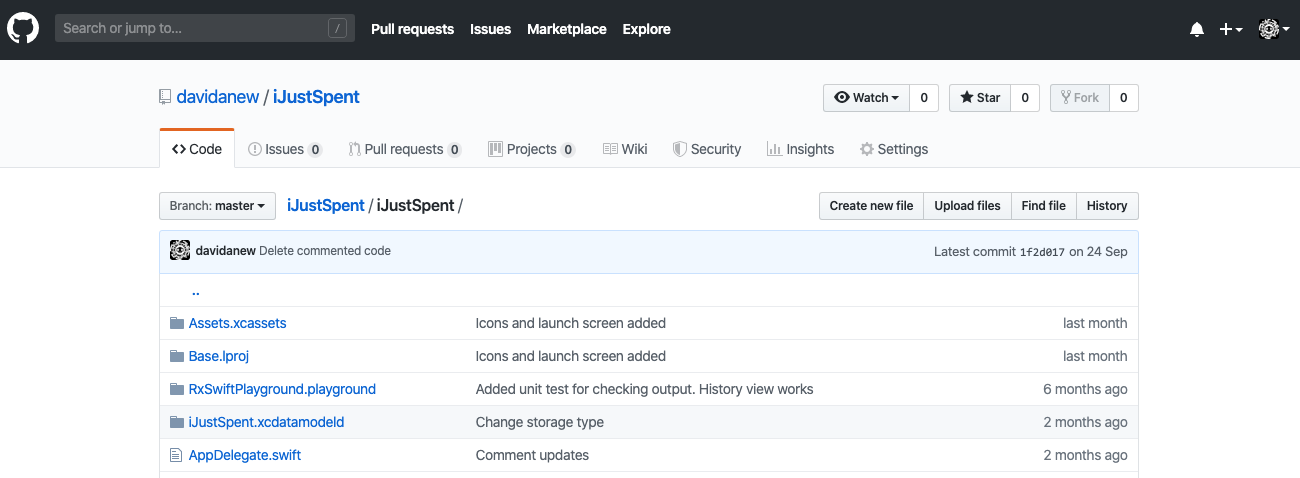 Search or jump to... / Pull requests Issues Marketplace Explore
davidanew / iJustSpent Watch 0 Star 0 Fork 0
Code Issues 0 Pull requests 0 Projects 0 Wiki Security Insights Settings
Branch: master iJustSpent / iJustSpent / Create new file Upload files Find file History
davidanew Delete commented code Latest commit 1f2d017 on 24 Sep
..
Assets.xcassets Icons and launch screen added last month
Base.lproj Icons and launch screen added last month
RxSwiftPlayground.playground Added unit test for checking output. History view works 6 months ago
iJustSpent.xcdatamodeld Change storage type 2 months ago
AppDelegate.swift Comment updates 2 months ago